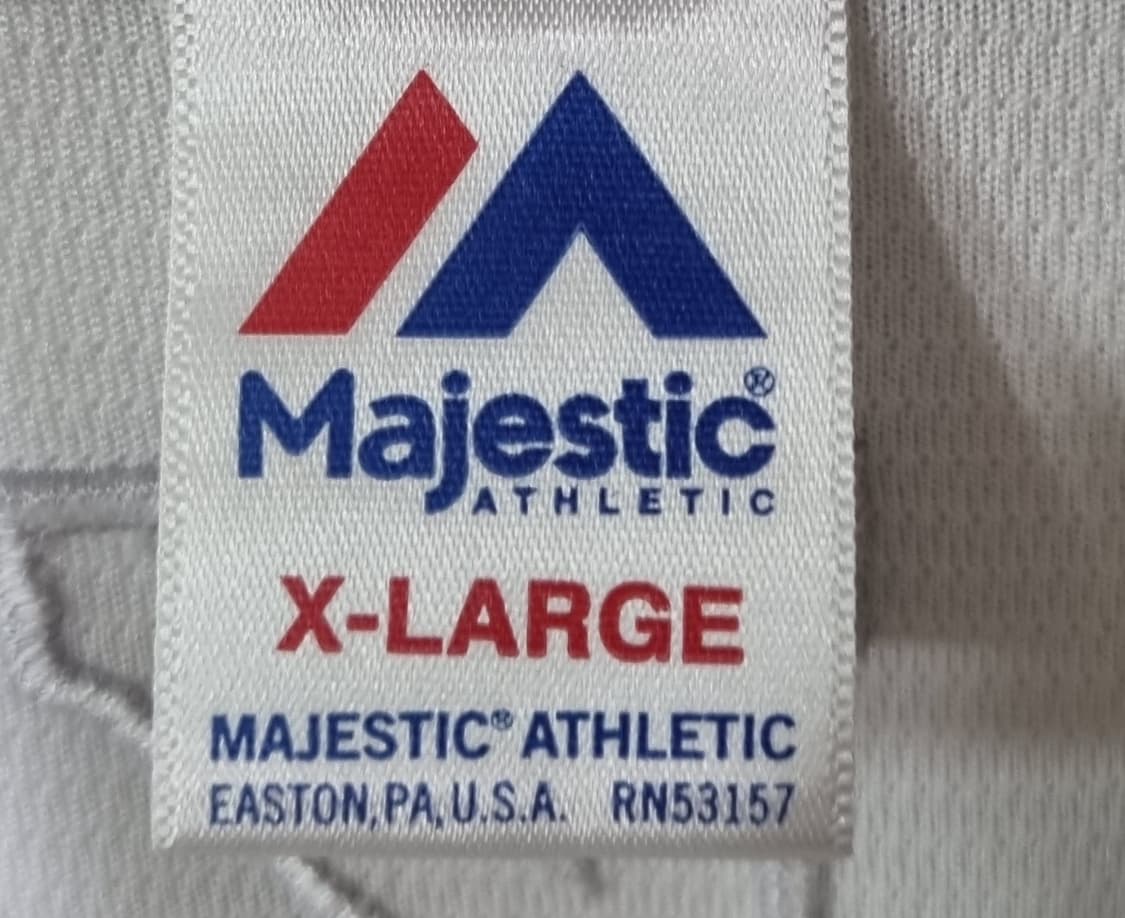 Majestic®
ATHLETIC
X-LARGE
MAJESTIC® ATHLETIC
EASTON, PA, U.S.A. RN53157